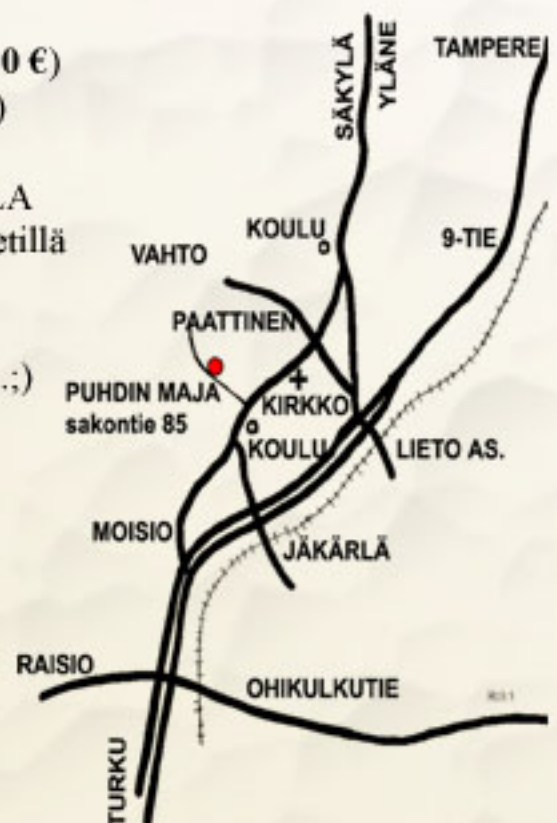 0 €)
)
LA
etillä
.;)
SÄKYLÄ
YLÄNE
TAMPERE
KOULU
9-TIE
VAHTO
PAATTINEN
PUHDIN MAJA
sakontie 85
KIRKKO
KOULU
LIETO AS.
MOISIO
JÄKÄRLÄ
RAISIO
OHIKULKUTIE
TURKU